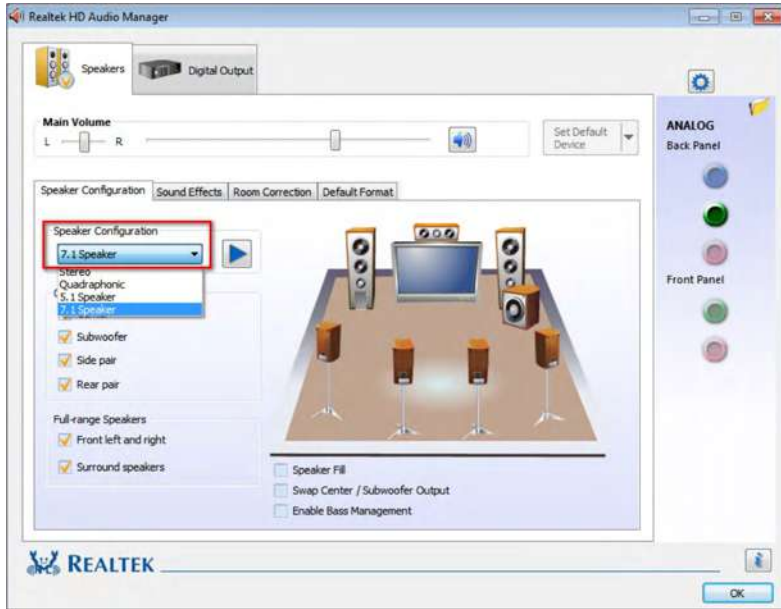 Realtek HD Audio Manager
Speakers
Digital Output
Main Volume
L R
Set Default
Device
ANALOG
Back Panel
Speaker Configuration Sound Effects Room Correction Default Format
Speaker Configuration
7.1 Speaker
Stereo
Quadraphonic
5.1 Speaker
7.1 Speaker
Subwoofer
Side pair
Rear pair
Full-range Speakers
Front left and right
Surround speakers
Speaker Fill
Swap Center / Subwoofer Output
Enable Bass Management
Front Panel
REALTEK
OK